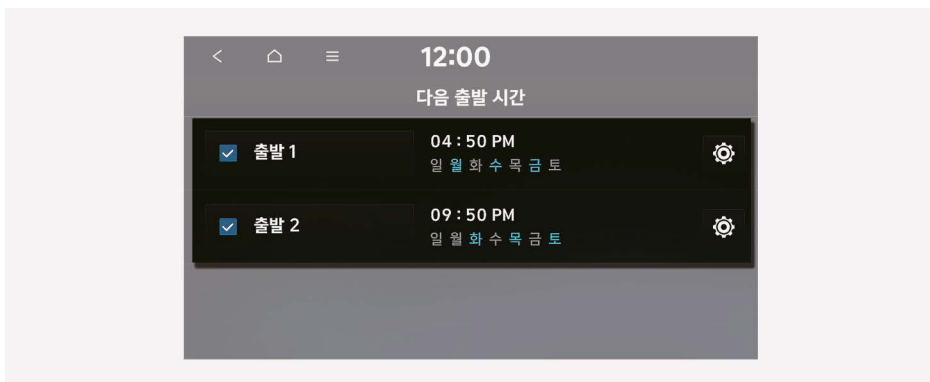 12:00
다음 출발 시간
출발 1
04 : 50 PM
일 월 화 수 목 금 토
출발 2
09 : 50 PM
일 월 화 수 목 금 토